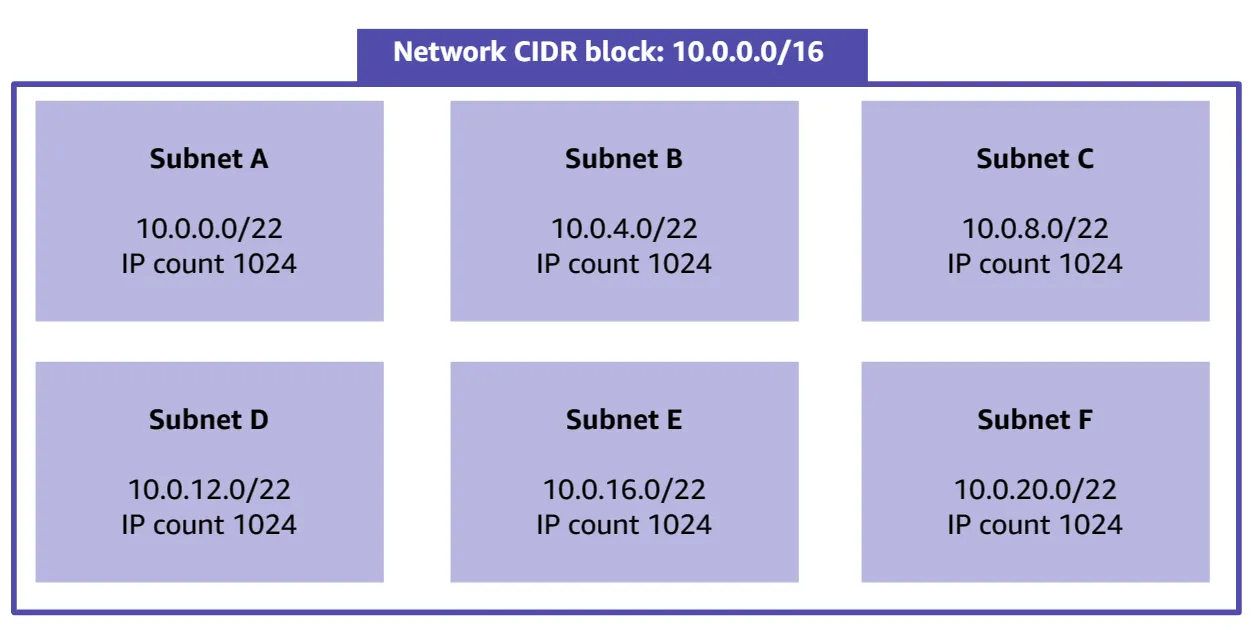 Network CIDR block: 10.0.0.0/16
Subnet A
10.0.0.0/22
IP count 1024
Subnet B
10.0.4.0/22
IP count 1024
Subnet C
10.0.8.0/22
IP count 1024
Subnet D
10.0.12.0/22
IP count 1024
Subnet E
10.0.16.0/22
IP count 1024
Subnet F
10.0.20.0/22
IP count 1024